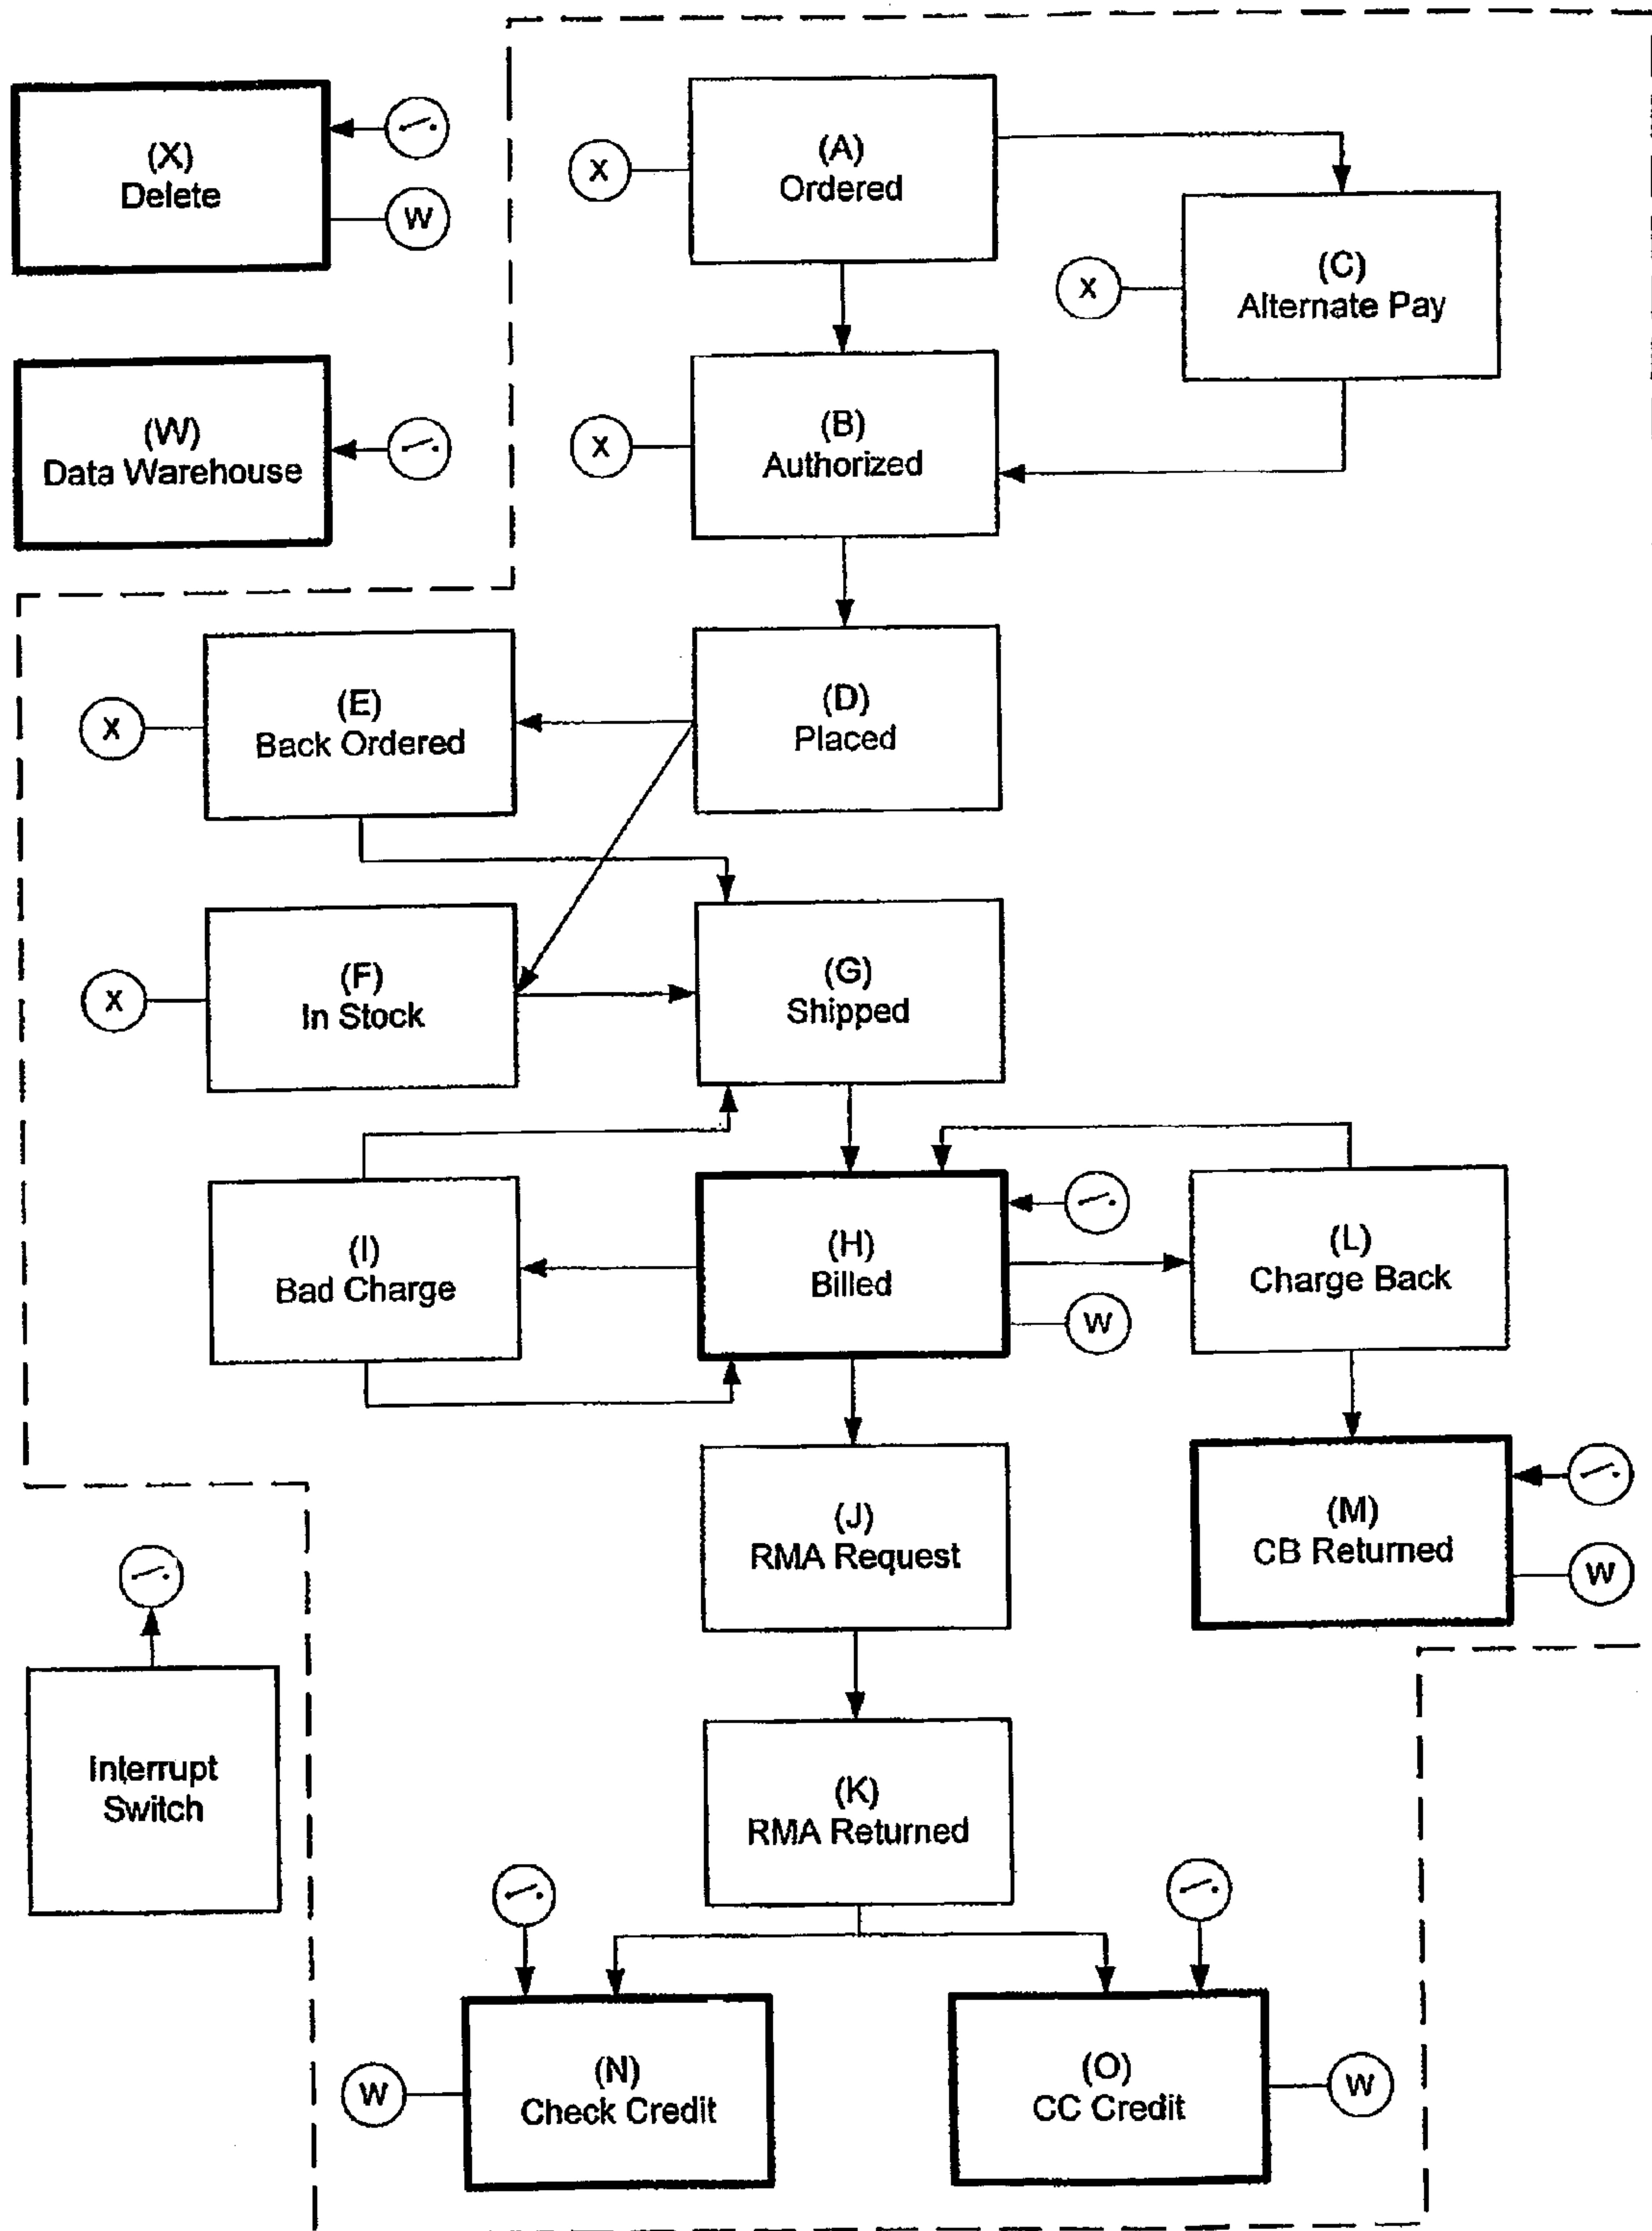 (X)
Delete
W
(W)
Data Warehouse
X
(A)
Ordered
X
(C)
Alternate Pay
X
(B)
Authorized
X
(E)
Back Ordered
(D)
Placed
X
(F)
In Stock
(G)
Shipped
(I)
Bad Charge
(H)
Billed
W
(L)
Charge Back
(J)
RMA Request
(M)
CB Returned
W
Interrupt
Switch
(K)
RMA Returned
W
(N)
Check Credit
(O)
CC Credit
W